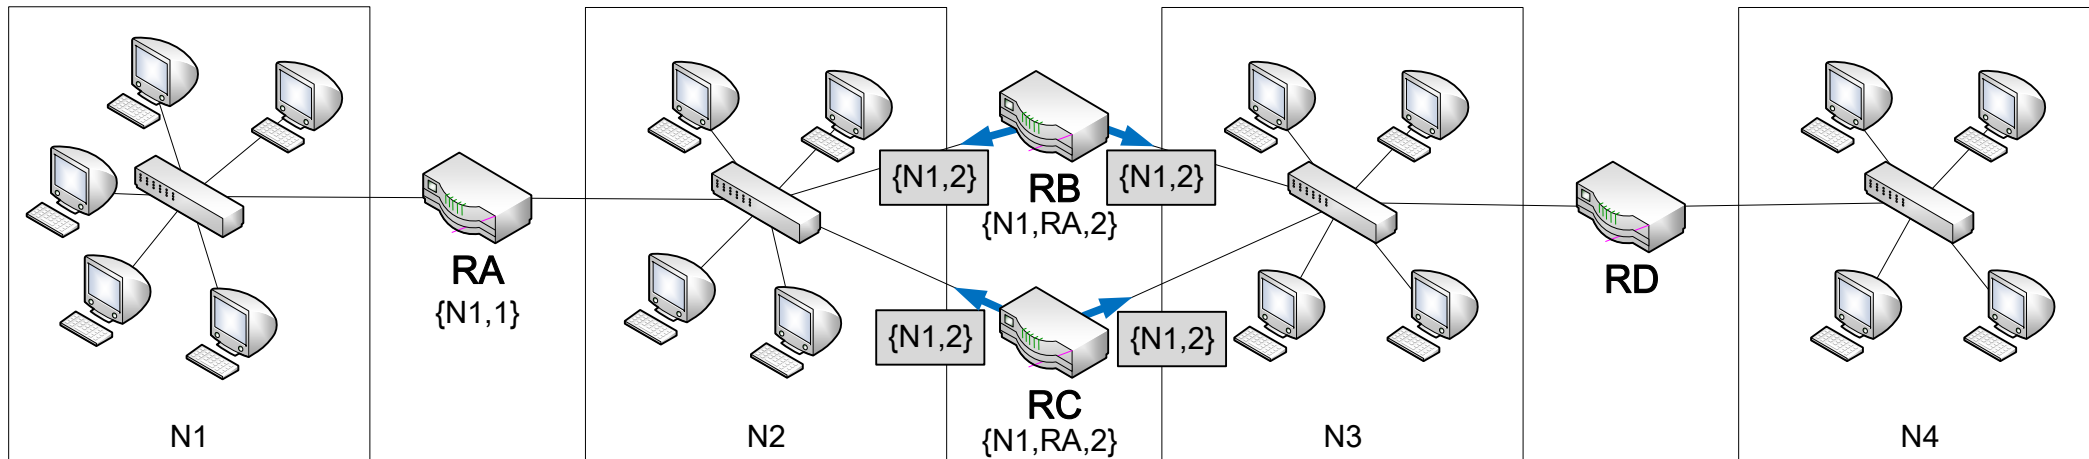 {N1,2}
{N1,2}
RB
{N1,RA,2}
RA
{N1,1}
RD
{N1,2}
{N1,2}
RC
{N1,RA,2}
N1
N2
N3
N4